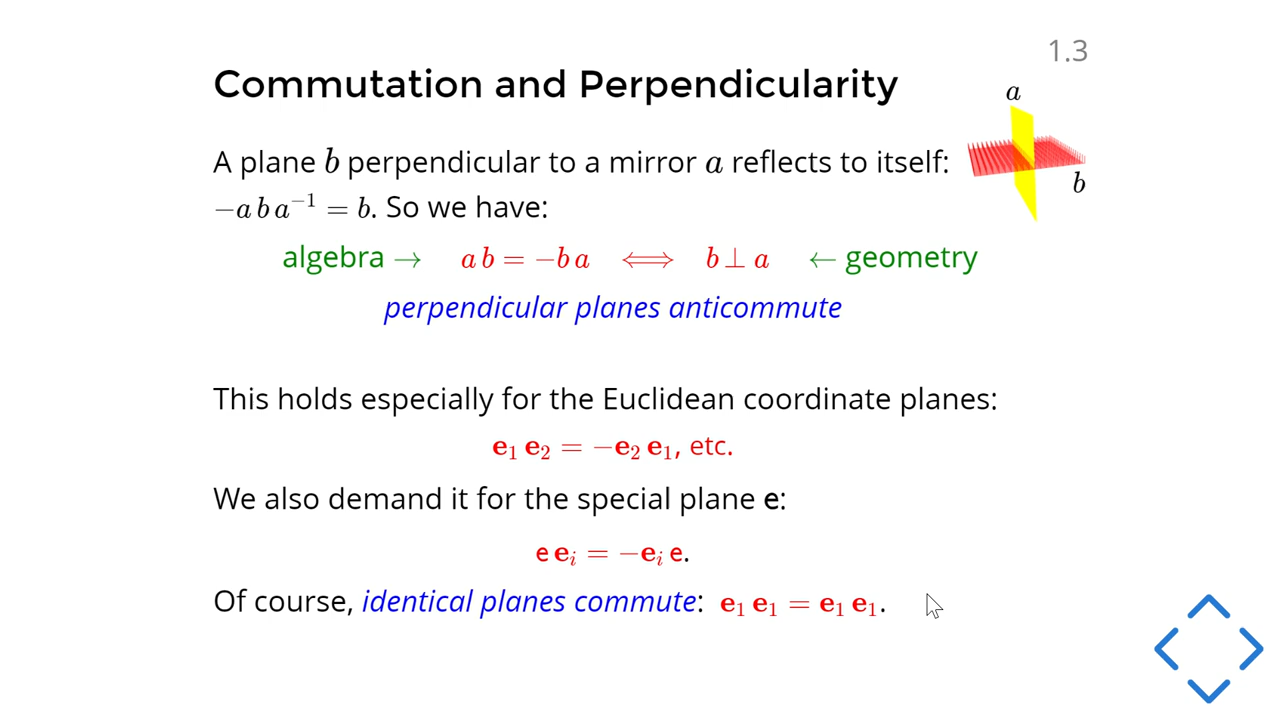 1.3
Commutation and Perpendicularity
a
A plane b perpendicular to a mirror a reflects to itself:
b
−a b a⁻¹ = b. So we have:
algebra → a b = −b a ⟺ b ⊥ a ← geometry
perpendicular planes anticommute
This holds especially for the Euclidean coordinate planes:
e₁ e₂ = −e₂ e₁, etc.
We also demand it for the special plane e:
e eᵢ = −eᵢ e.
Of course, identical planes commute: e₁ e₁ = e₁ e₁.